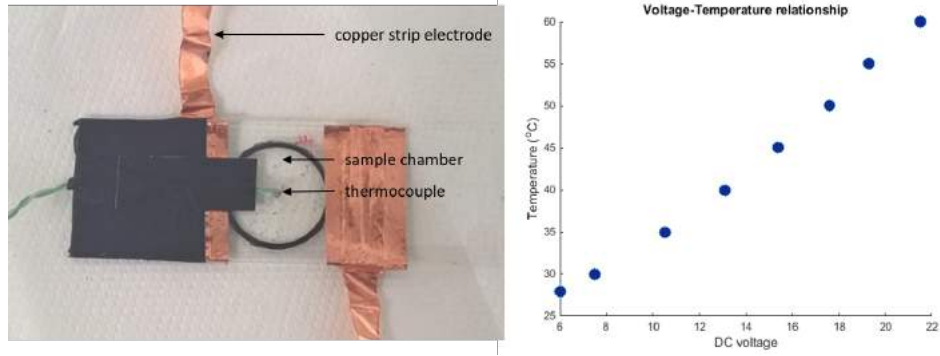 copper strip electrode
sample chamber
thermocouple
Voltage-Temperature relationship
Temperature (°C)
60
55
50
45
40
35
30
25
6
8
10
12
14
16
18
20
22
DC voltage